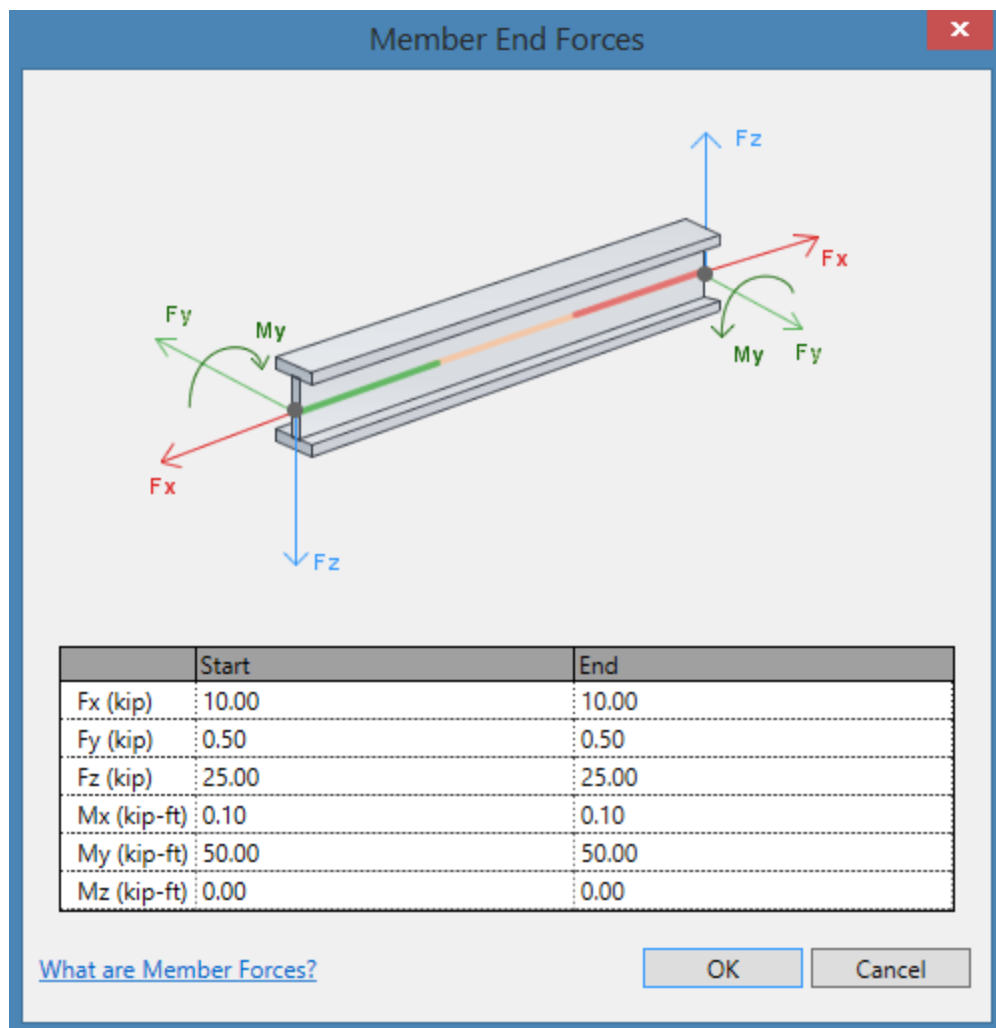 Member End Forces
x
Fz
Fx
Fy
My
My
Fy
Fx
Fz
Start End
Fx (kip) 10.00 10.00
Fy (kip) 0.50 0.50
Fz (kip) 25.00 25.00
Mx (kip-ft) 0.10 0.10
My (kip-ft) 50.00 50.00
Mz (kip-ft) 0.00 0.00
What are Member Forces? OK Cancel